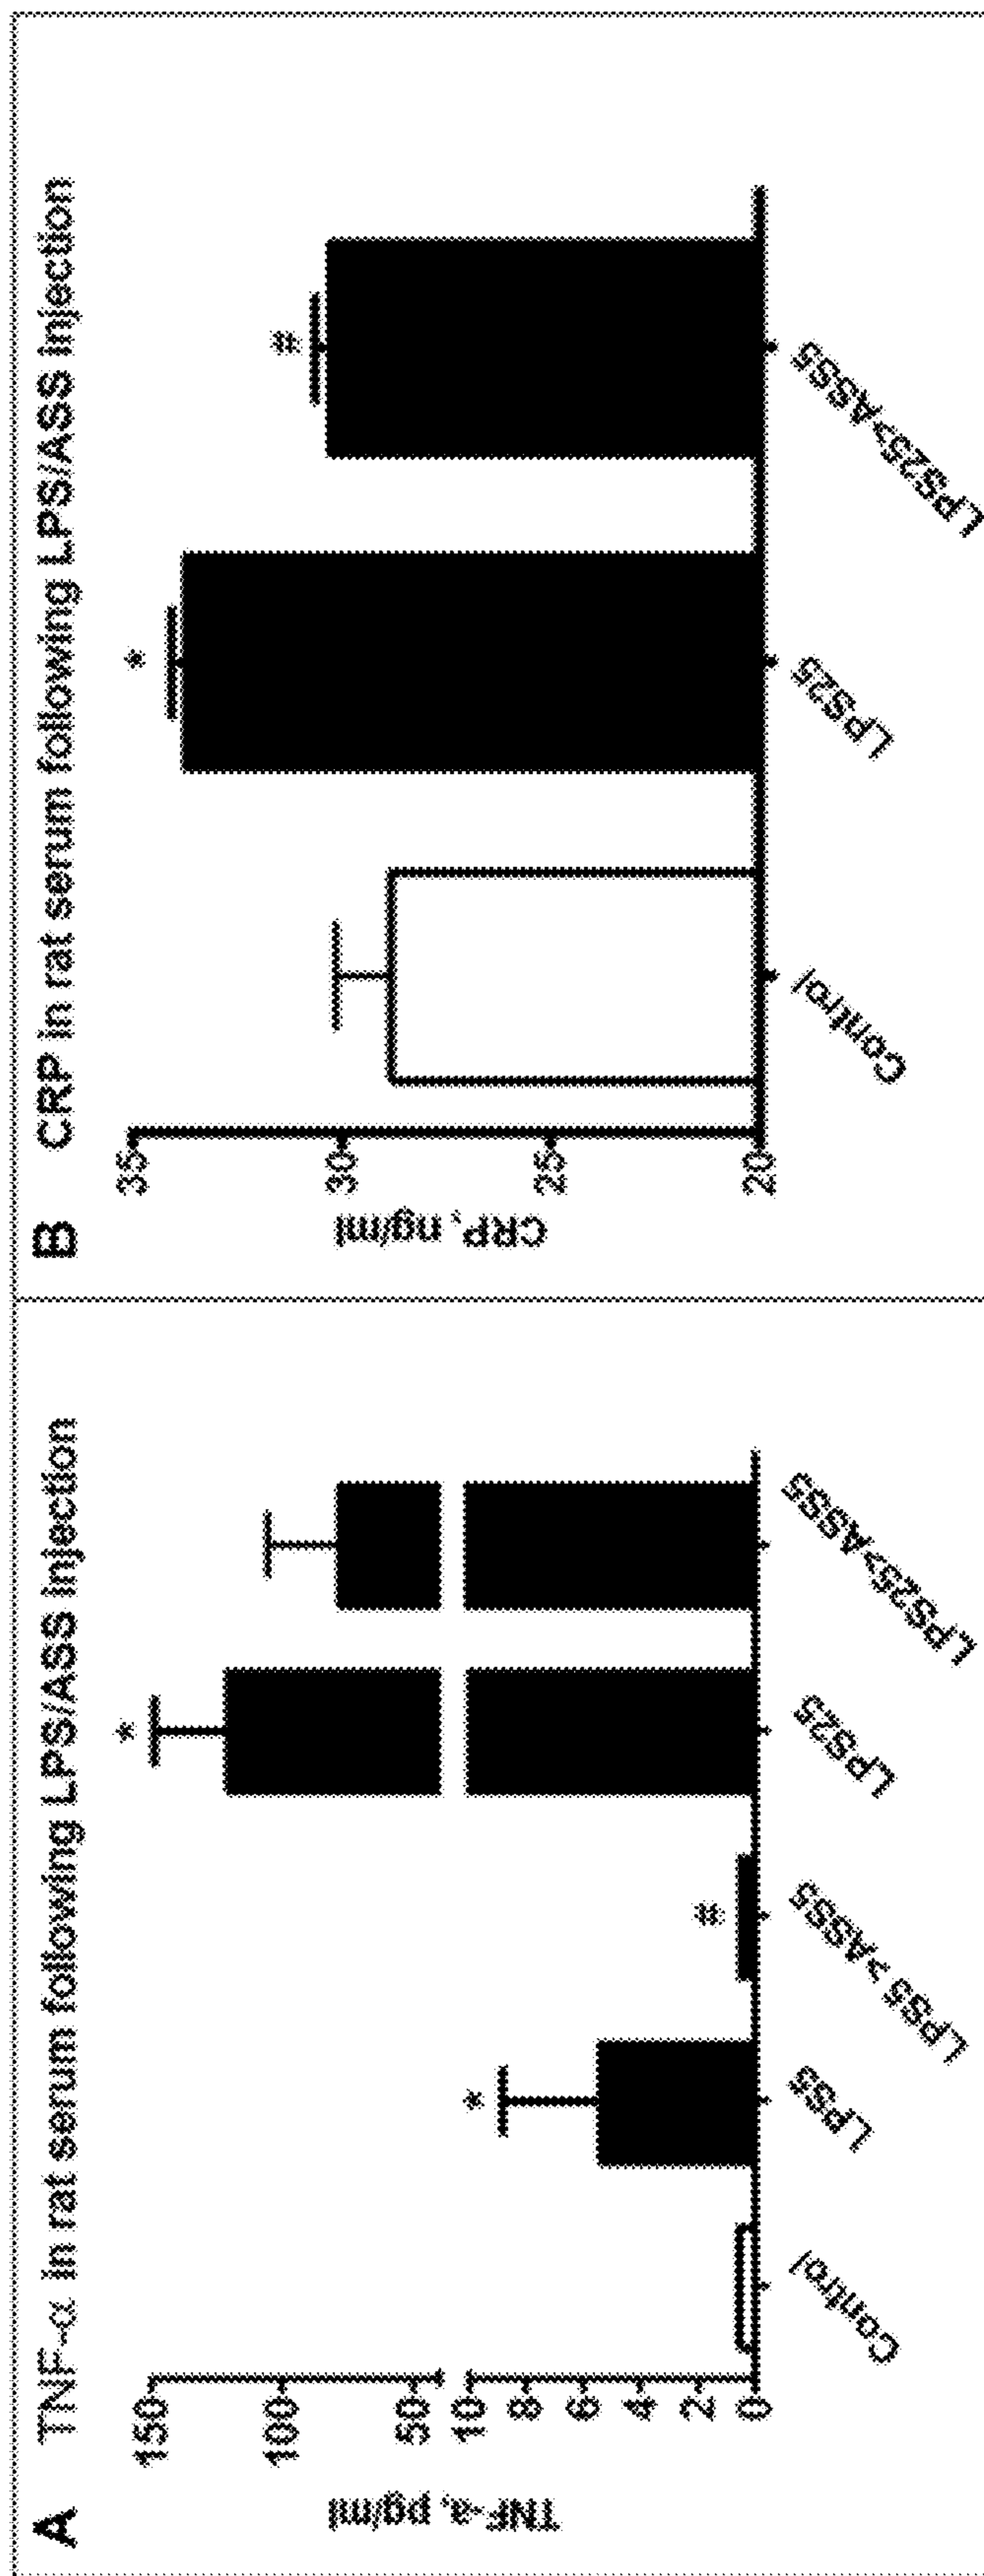 A TNF-α in rat serum following LPS/ASS injection
TNF-a, pg/ml
150
100
50
10
8
6
4
2
0
*
#
*
Control
LPS5
LPS5 >ASS5
LPS25
LPS25>ASS5
B CRP in rat serum following LPS/ASS injection
CRP, ng/ml
35
30
25
20
*
#
Control
LPS25
LPS25>ASS5